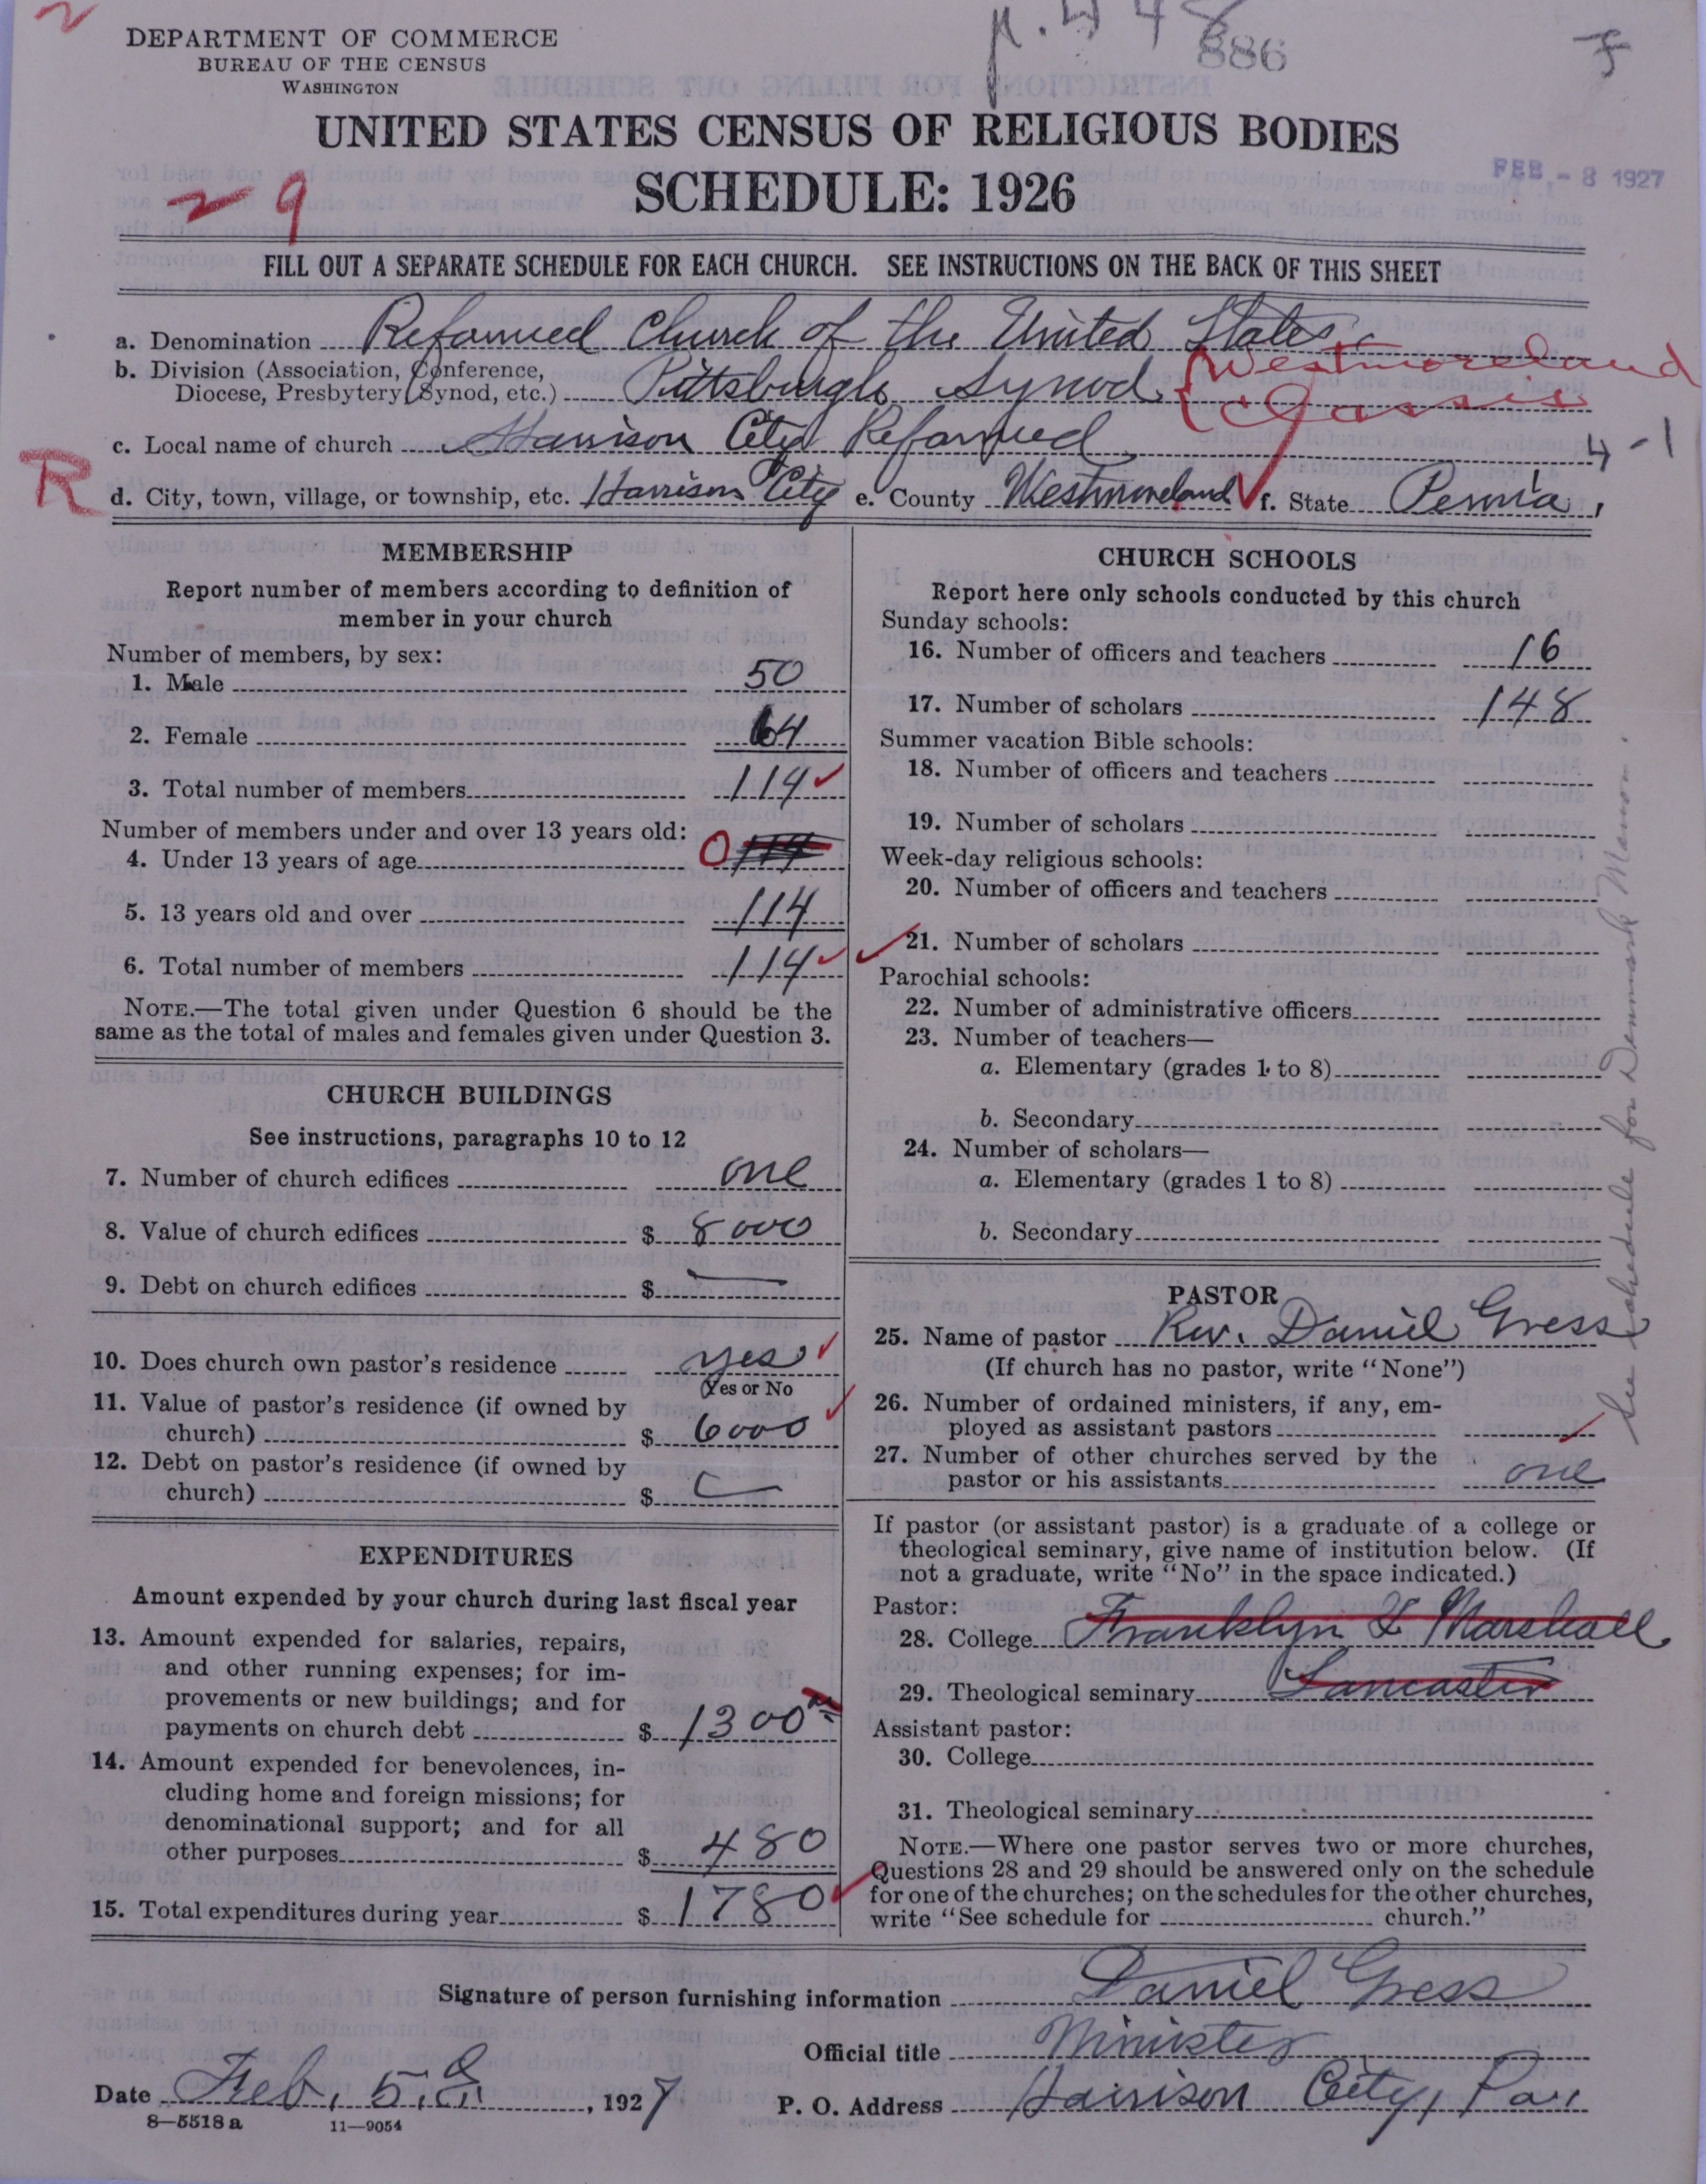 DEPARTMENT OF COMMERCE
BUREAU OF THE CENSUS
WASHINGTON
p. 448
886
FEB - 8 1927
UNITED STATES CENSUS OF RELIGIOUS BODIES
29
SCHEDULE: 1926
FILL OUT A SEPARATE SCHEDULE FOR EACH CHURCH. SEE INSTRUCTIONS ON THE BACK OF THIS SHEET
a. Denomination Reformed Church of the United States
b. Division (Association, Conference,
Diocese, Presbytery, Synod, etc.) Pittsburgh Synod, Westmoreland Classis
c. Local name of church Harrison City Reformed
4-1
R
d. City, town, village, or township, etc. Harrison City e. County Westmoreland f. State Penn'a,
MEMBERSHIP
Report number of members according to definition of
member in your church
Number of members, by sex:
1. Male 50
2. Female 64
3. Total number of members 114
Number of members under and over 13 years old:
4. Under 13 years of age 0
5. 13 years old and over 114
6. Total number of members 114
NOTE.—The total given under Question 6 should be the
same as the total of males and females given under Question 3.
CHURCH BUILDINGS
See instructions, paragraphs 10 to 12
7. Number of church edifices one
8. Value of church edifices $ 8000
9. Debt on church edifices $ —
10. Does church own pastor's residence yes
Yes or No
11. Value of pastor's residence (if owned by
church) $ 6000
12. Debt on pastor's residence (if owned by
church) $
EXPENDITURES
Amount expended by your church during last fiscal year
13. Amount expended for salaries, repairs,
and other running expenses; for im-
provements or new buildings; and for
payments on church debt $ 1300
14. Amount expended for benevolences, in-
cluding home and foreign missions; for
denominational support; and for all
other purposes $ 480
15. Total expenditures during year $ 1780
CHURCH SCHOOLS
Report here only schools conducted by this church
Sunday schools:
16. Number of officers and teachers 16
17. Number of scholars 148
Summer vacation Bible schools:
18. Number of officers and teachers
19. Number of scholars
Week-day religious schools:
20. Number of officers and teachers
21. Number of scholars
Parochial schools:
22. Number of administrative officers
23. Number of teachers—
a. Elementary (grades 1 to 8)
b. Secondary
24. Number of scholars—
a. Elementary (grades 1 to 8)
b. Secondary
See schedule for Denmark Manor.
PASTOR
25. Name of pastor Rev. Daniel Gress
(If church has no pastor, write "None")
26. Number of ordained ministers, if any, em-
ployed as assistant pastors
27. Number of other churches served by the
pastor or his assistants one
If pastor (or assistant pastor) is a graduate of a college or
theological seminary, give name of institution below. (If
not a graduate, write "No" in the space indicated.)
Pastor:
28. College Franklyn & Marshall
29. Theological seminary Lancaster
Assistant pastor:
30. College
31. Theological seminary
NOTE.—Where one pastor serves two or more churches,
Questions 28 and 29 should be answered only on the schedule
for one of the churches; on the schedules for the other churches,
write "See schedule for church."
Signature of person furnishing information Daniel Gress
Official title Minister
Date Feb. 5, 1927 P. O. Address Harrison City, Pa.
8—5518 a 11—9054